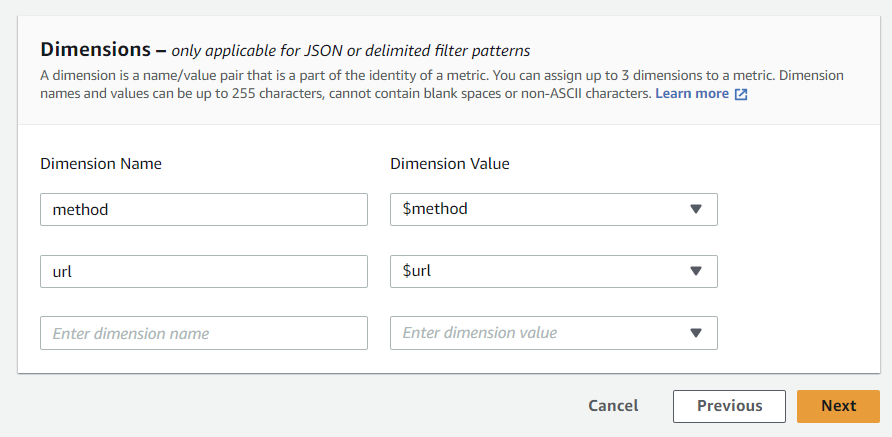 Dimensions – only applicable for JSON or delimited filter patterns
A dimension is a name/value pair that is a part of the identity of a metric. You can assign up to 3 dimensions to a metric. Dimension
names and values can be up to 255 characters, cannot contain blank spaces or non-ASCII characters. Learn more
Dimension Name Dimension Value
method $method
url $url
Enter dimension name Enter dimension value
Cancel Previous Next